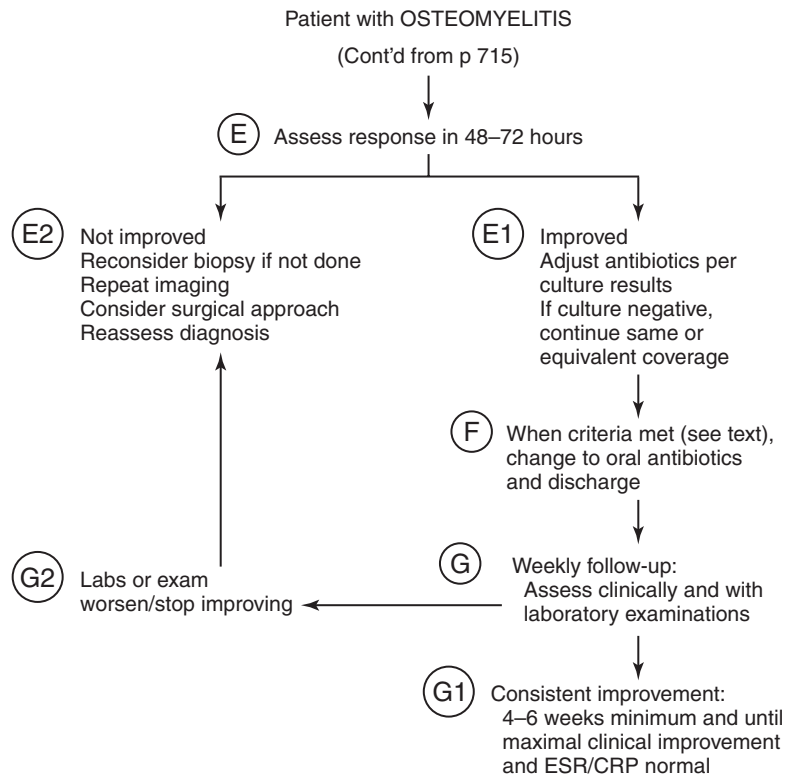 Patient with OSTEOMYELITIS
(Cont'd from p 715)
E
Assess response in 48–72 hours
E2
Not improved
Reconsider biopsy if not done
Repeat imaging
Consider surgical approach
Reassess diagnosis
E1
Improved
Adjust antibiotics per
culture results
If culture negative,
continue same or
equivalent coverage
F
When criteria met (see text),
change to oral antibiotics
and discharge
G
Weekly follow-up:
Assess clinically and with
laboratory examinations
G2
Labs or exam
worsen/stop improving
G1
Consistent improvement:
4–6 weeks minimum and until
maximal clinical improvement
and ESR/CRP normal